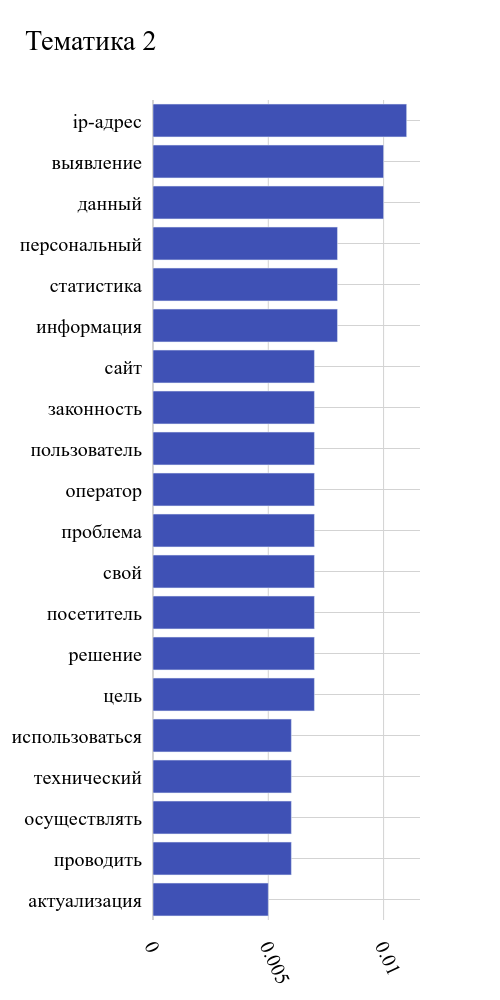 Тематика 2
ip-адрес
выявление
данный
персональный
статистика
информация
сайт
законность
пользователь
оператор
проблема
свой
посетитель
решение
цель
использоваться
технический
осуществлять
проводить
актуализация
0
0.005
0.01